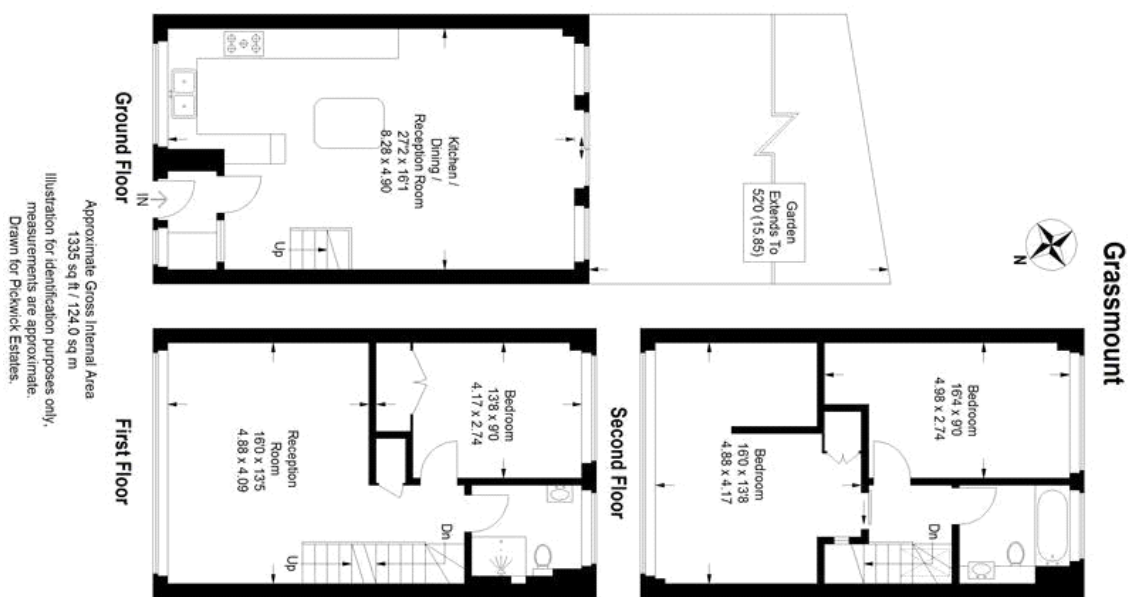 Grassmount
N
Garden
Extends To
52'0 (15.85)
Kitchen /
Dining /
Reception Room
27'2 x 16'1
8.28 x 4.90
Up
IN
Ground Floor
Bedroom
16'4 x 9'0
4.98 x 2.74
Bedroom
16'0 x 13'8
4.88 x 4.17
Dn
Second Floor
Bedroom
13'8 x 9'0
4.17 x 2.74
Reception
Room
16'0 x 13'5
4.88 x 4.09
Dn
Up
First Floor
Approximate Gross Internal Area
1335 sq ft / 124.0 sq m
Illustration for identification purposes only,
measurements are approximate.
Drawn for Pickwick Estates.